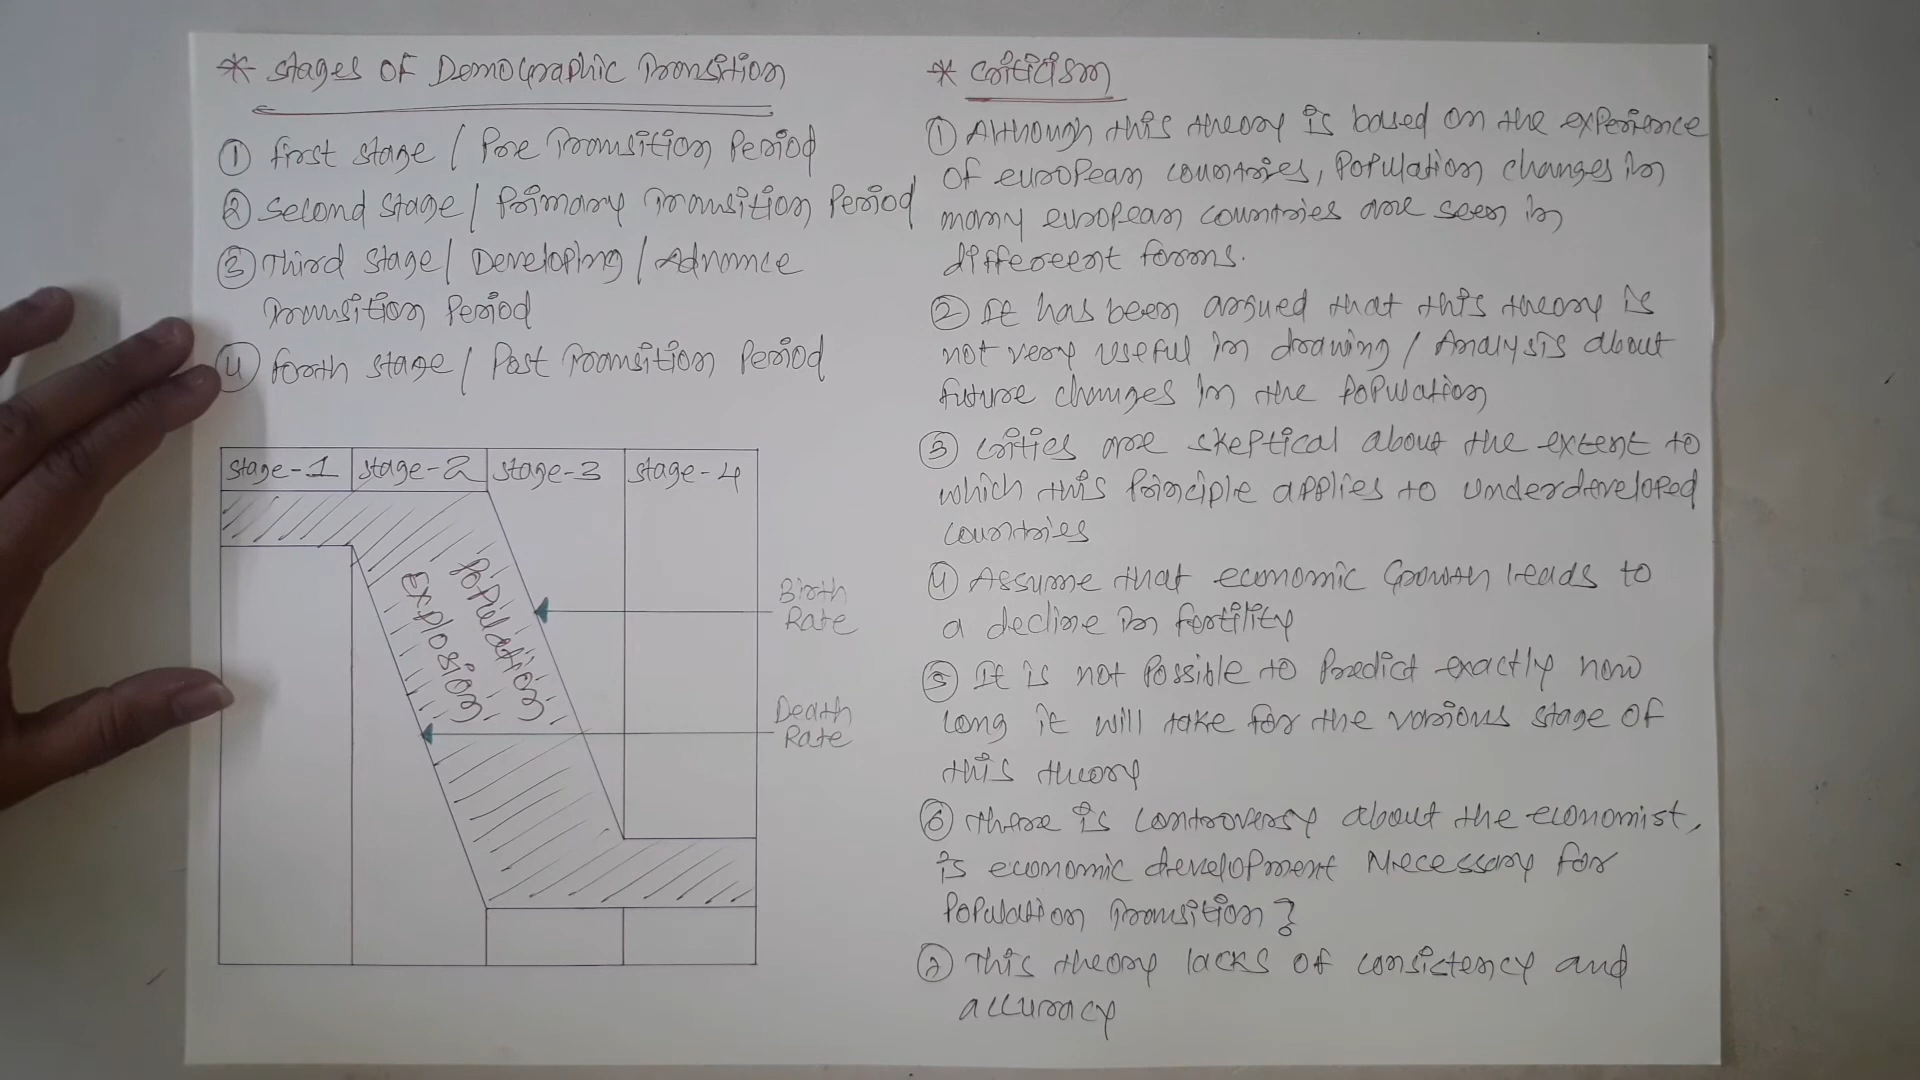 * Stages of Demographic Transition
① First stage / Pre Transition Period
② Second stage / Primary Transition Period
③ Third stage / Developing / Advance
Transition Period
④ Forth stage / Post Transition Period
stage-1 stage-2 stage-3 stage-4
Population
Explosion
Birth
Rate
Death
Rate
* Criticism
① Although this theory is based on the experience
of european countries, Population changes in
many european countries are seen in
differeent forms.
② It has been argued that this theory is
not very useful in drawing / Analysis about
future changes in the population
③ Crities are skeptical about the extent to
which this Principle applies to underdeveloped
countries
④ Assume that economic Growth leads to
a decline in fertility
⑤ It is not Possible to Predict exactly how
long it will take for the various stage of
this theory
⑥ There is controversy about the economist,
is economic development Necessary for
Population Transition?
⑦ This theory lacks of consistency and
accuracy